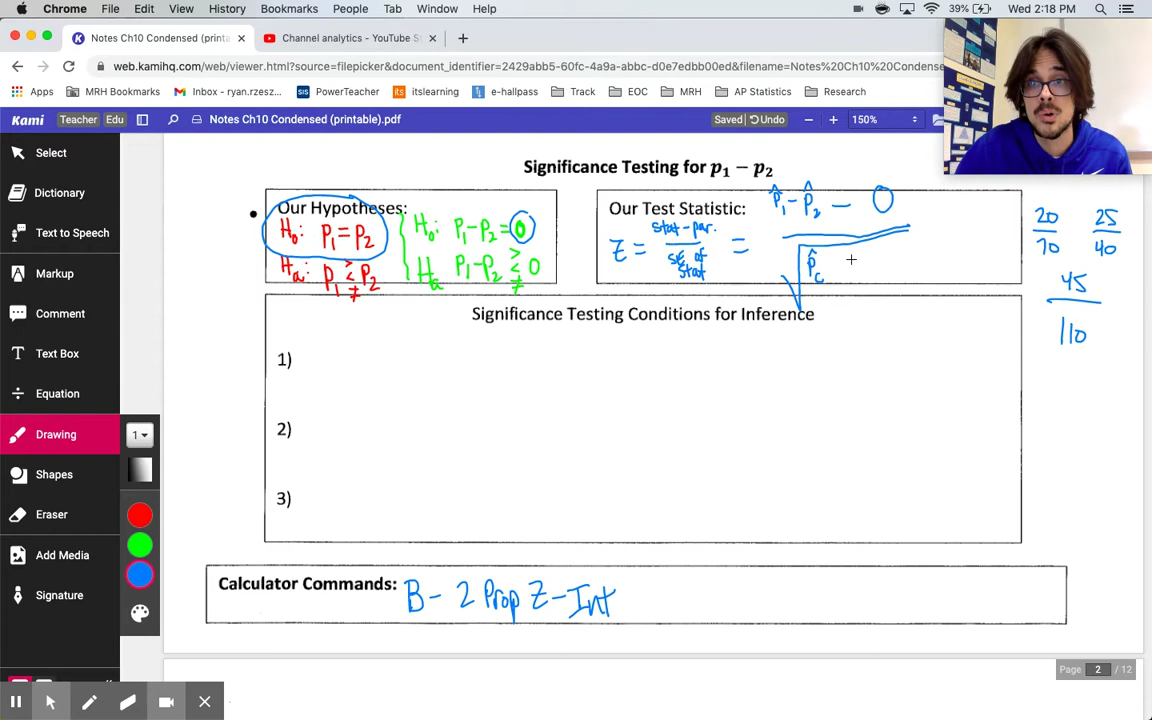 Chrome File Edit View History Bookmarks People Tab Window Help 39% Wed 2:18 PM
Notes Ch10 Condensed (printa Channel analytics - YouTube S
web.kamihq.com/web/viewer.html?source=filepicker&document_identifier=2429abb5-60fc-4a9a-abbc-d0e7edbb00ed&filename=Notes%20Ch10%20Condense
Apps MRH Bookmarks Inbox - ryan.rzesz... PowerTeacher itslearning e-hallpass Track EOC MRH AP Statistics Research
Kami Teacher Edu Notes Ch10 Condensed (printable).pdf Saved Undo 150%
Select
Dictionary
Text to Speech
Markup
Comment
Text Box
Equation
Drawing 1
Shapes
Eraser
Add Media
Signature
Significance Testing for p₁ − p₂
Our Hypotheses:
H₀: p₁ = p₂
Hₐ: p₁ > < ≠ p₂
H₀: p₁ - p₂ = 0
Hₐ p₁ - p₂ > < ≠ 0
Our Test Statistic:
Z = stat - par. / se of stat = p̂₁ - p̂₂ - 0 / √ p̂c
20/70 25/40
45/110
Significance Testing Conditions for Inference
1)
2)
3)
Calculator Commands: B - 2 Prop Z - Int
Page 2 / 12